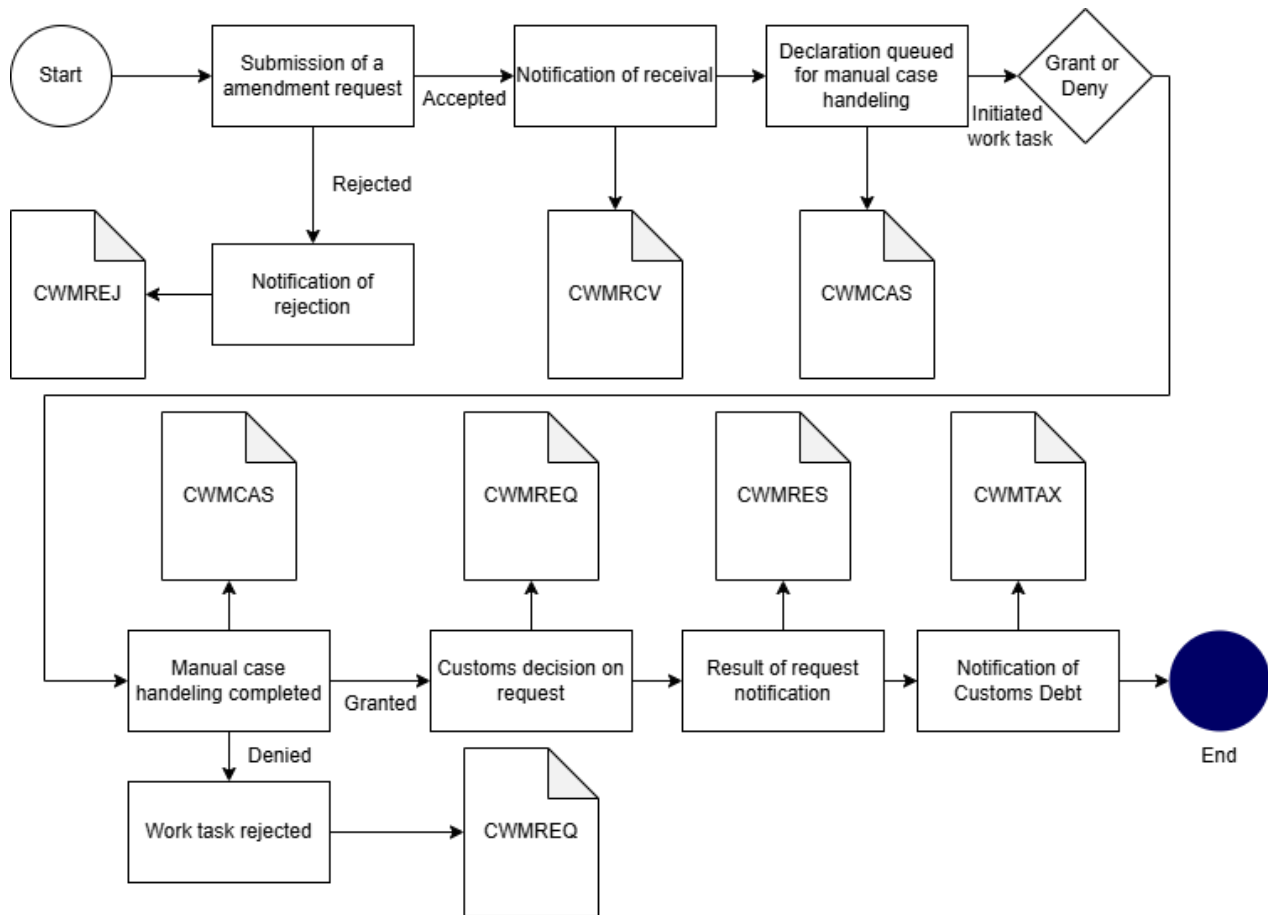 Start
Submission of a
amendment request
Accepted
Notification of receival
Declaration queued
for manual case
handeling
Initiated
work task
Grant or
Deny
Rejected
CWMREJ
Notification of
rejection
CWMRCV
CWMCAS
CWMCAS
CWMREQ
CWMRES
CWMTAX
Manual case
handeling completed
Granted
Customs decision on
request
Result of request
notification
Notification of
Customs Debt
End
Denied
Work task rejected
CWMREQ